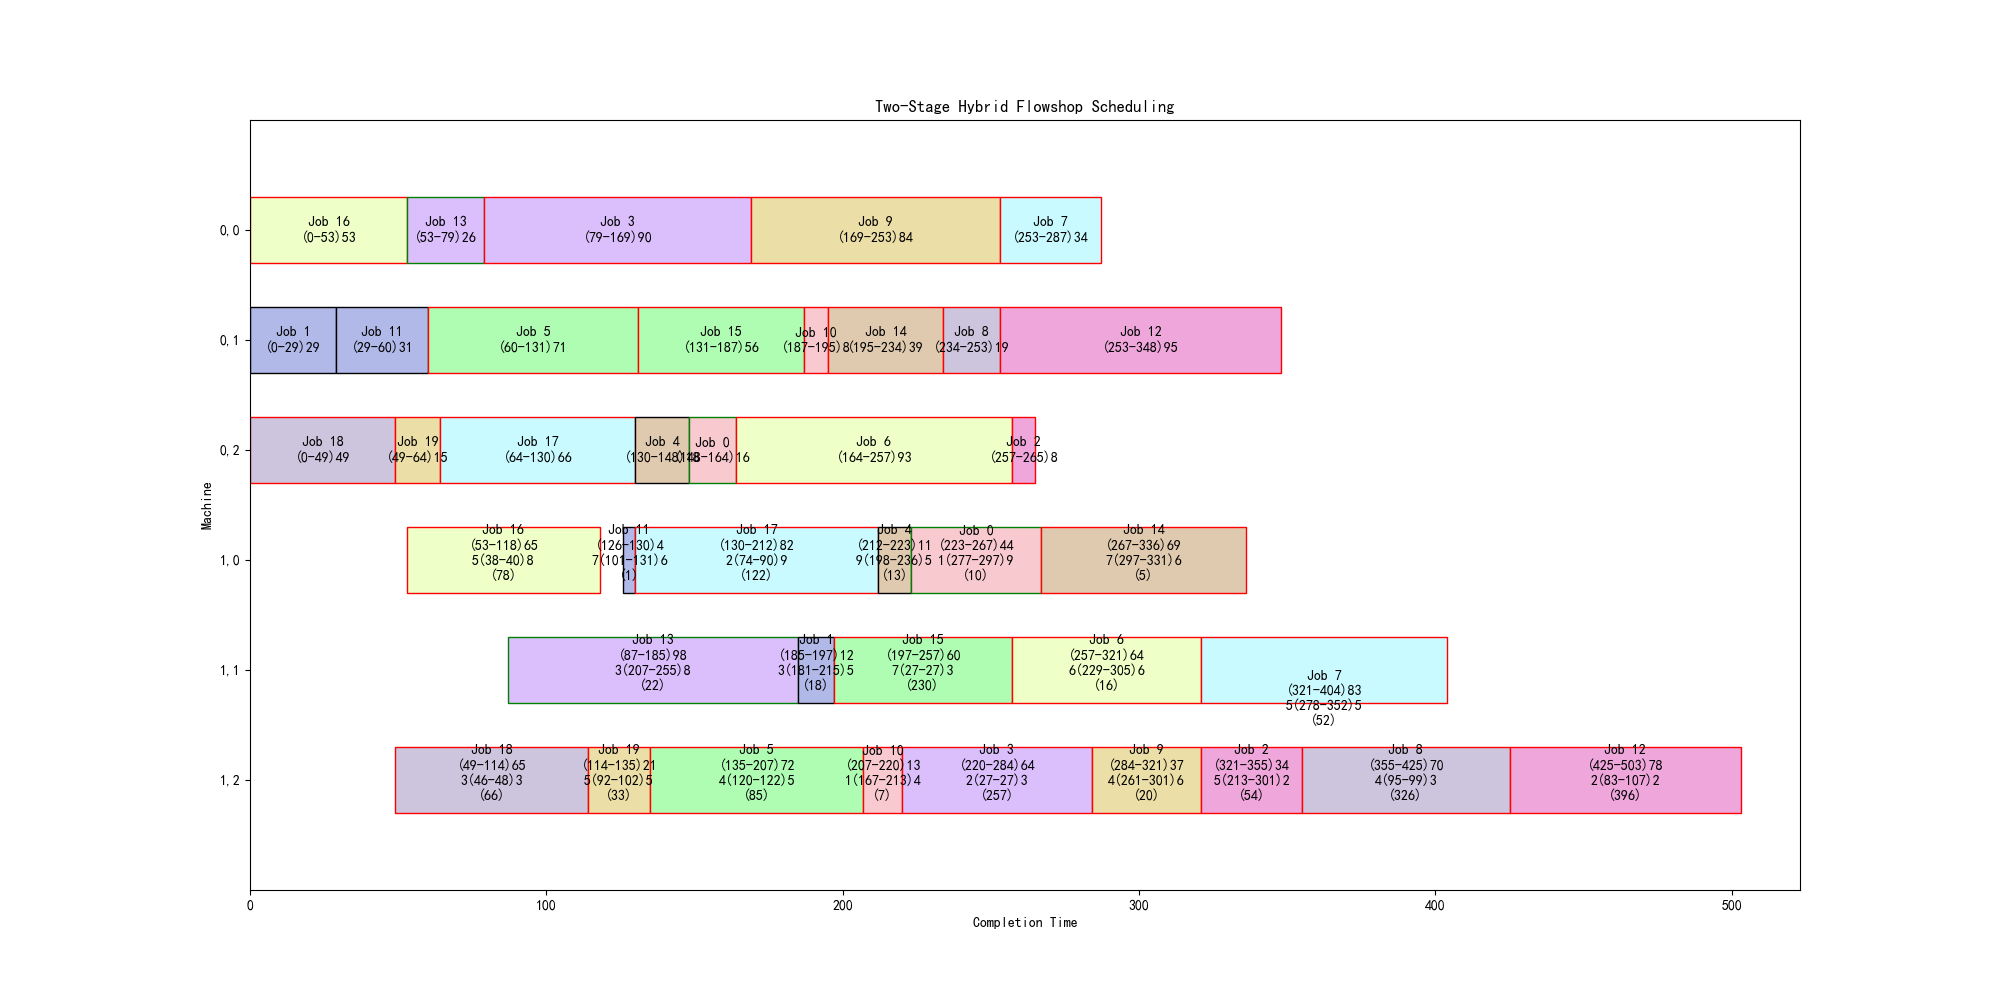 Two-Stage Hybrid Flowshop Scheduling
Machine
0,0
Job 16
(0-53)53
Job 13
(53-79)26
Job 3
(79-169)90
Job 9
(169-253)84
Job 7
(253-287)34
0,1
Job 1
(0-29)29
Job 11
(29-60)31
Job 5
(60-131)71
Job 15
(131-187)56
Job 10
(187-195)8
Job 14
(195-234)39
Job 8
(234-253)19
Job 12
(253-348)95
0,2
Job 18
(0-49)49
Job 19
(49-64)15
Job 17
(64-130)66
Job 4
(130-148)18
Job 0
(148-164)16
Job 6
(164-257)93
Job 2
(257-265)8
1,0
Job 16
(53-118)65
5(38-40)8
(78)
Job 11
(126-130)4
7(101-131)6
(1)
Job 17
(130-212)82
2(74-90)9
(122)
Job 4
(212-223)11
9(198-236)5
(13)
Job 0
(223-267)44
1(277-297)9
(10)
Job 14
(267-336)69
7(297-331)6
(5)
1,1
Job 13
(87-185)98
3(207-255)8
(22)
Job 1
(185-197)12
3(181-215)5
(18)
Job 15
(197-257)60
7(27-27)3
(230)
Job 6
(257-321)64
6(229-305)6
(16)
Job 7
(321-404)83
5(278-352)5
(52)
1,2
Job 18
(49-114)65
3(46-48)3
(66)
Job 19
(114-135)21
5(92-102)5
(33)
Job 5
(135-207)72
4(120-122)5
(85)
Job 10
(207-220)13
1(167-213)4
(7)
Job 3
(220-284)64
2(27-27)3
(257)
Job 9
(284-321)37
4(261-301)6
(20)
Job 2
(321-355)34
5(213-301)2
(54)
Job 8
(355-425)70
4(95-99)3
(326)
Job 12
(425-503)78
2(83-107)2
(396)
0 100 200 300 400 500
Completion Time